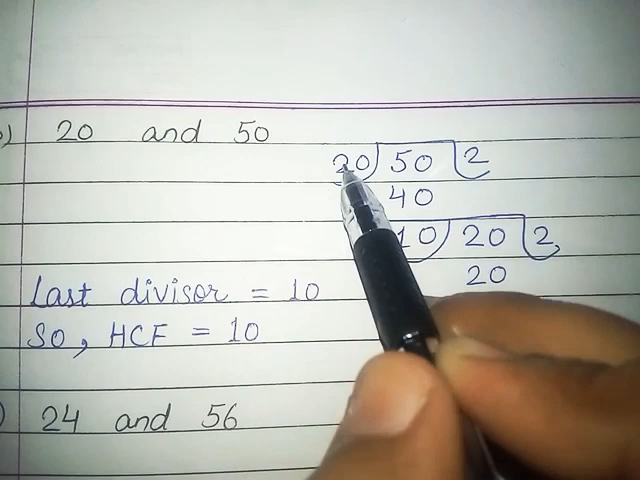 ) 20 and 50
20) 50 (2
40
10) 20 (2
20
Last divisor = 10
So, HCF = 10
) 24 and 56